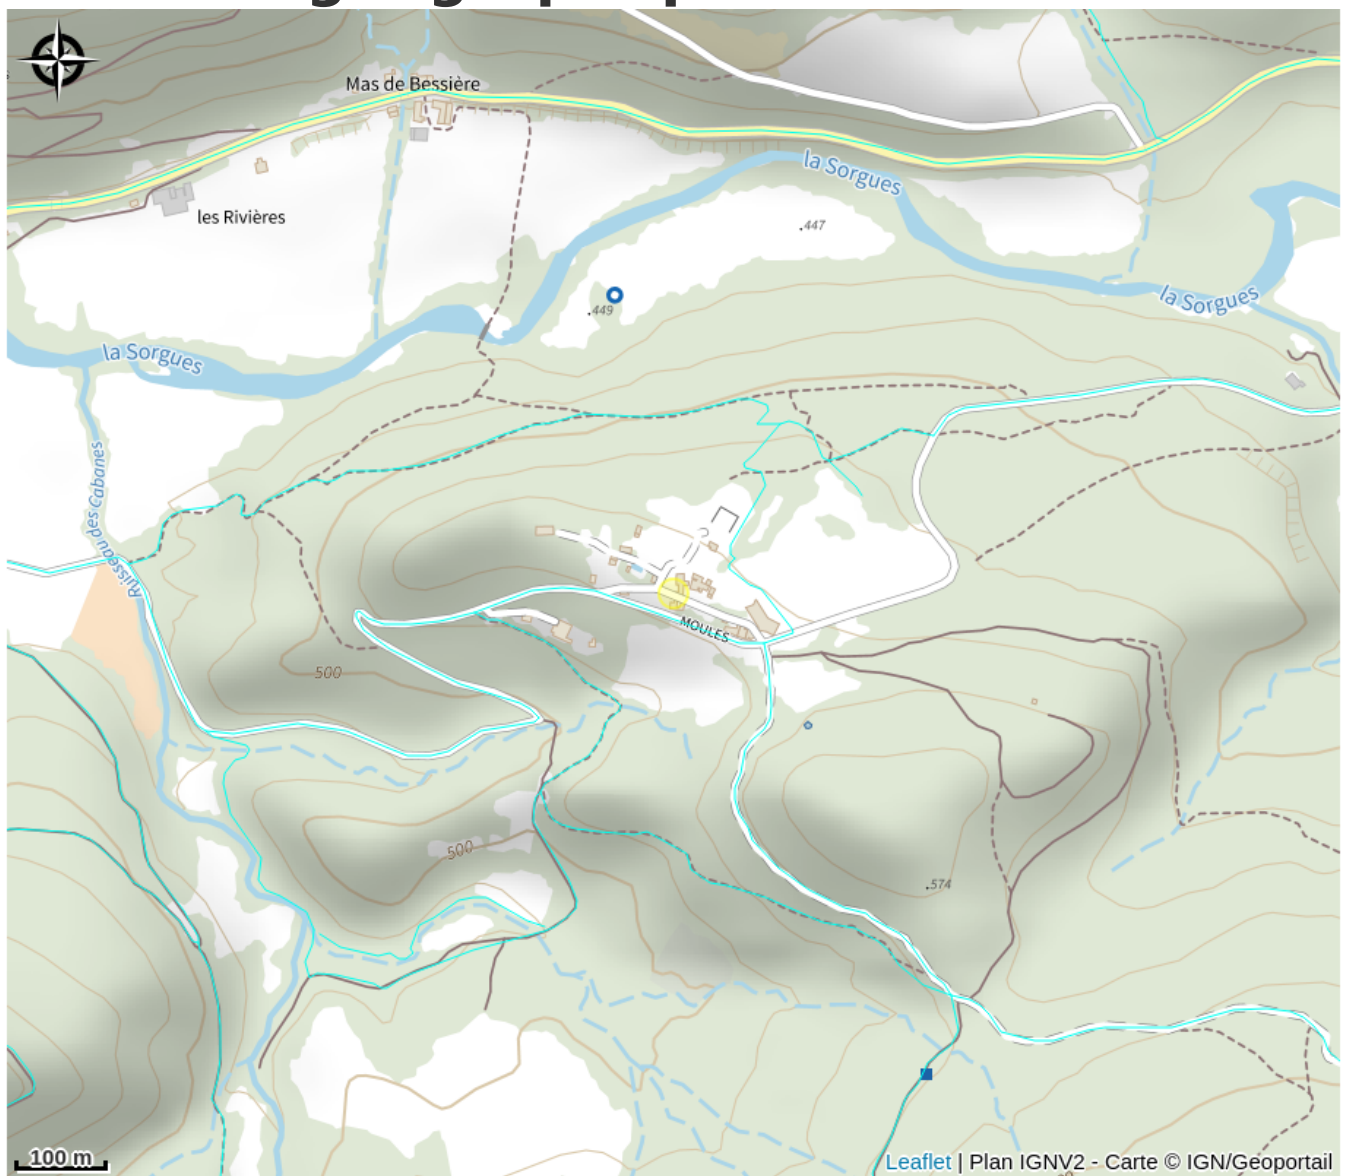 Mas de Bessière
la Sorgues
.447
les Rivières
la Sorgues
.449
la Sorgues
Ruisseau des Cabanes
MOULES
500
500
.574
100 m
Leaflet | Plan IGNV2 - Carte © IGN/Geoportail